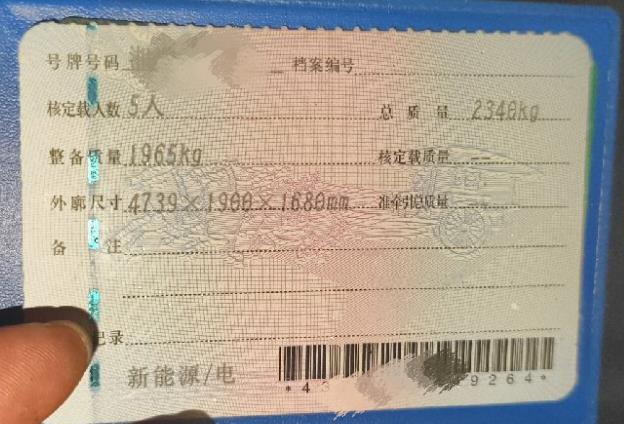 号牌号码 档案编号
核定载人数 5人 总质量 2340kg
整备质量 1965kg 核定载质量 --
外廓尺寸 4739×1900×1680mm 准牵引总质量 --
备注
记录
新能源/电
*4 9264*